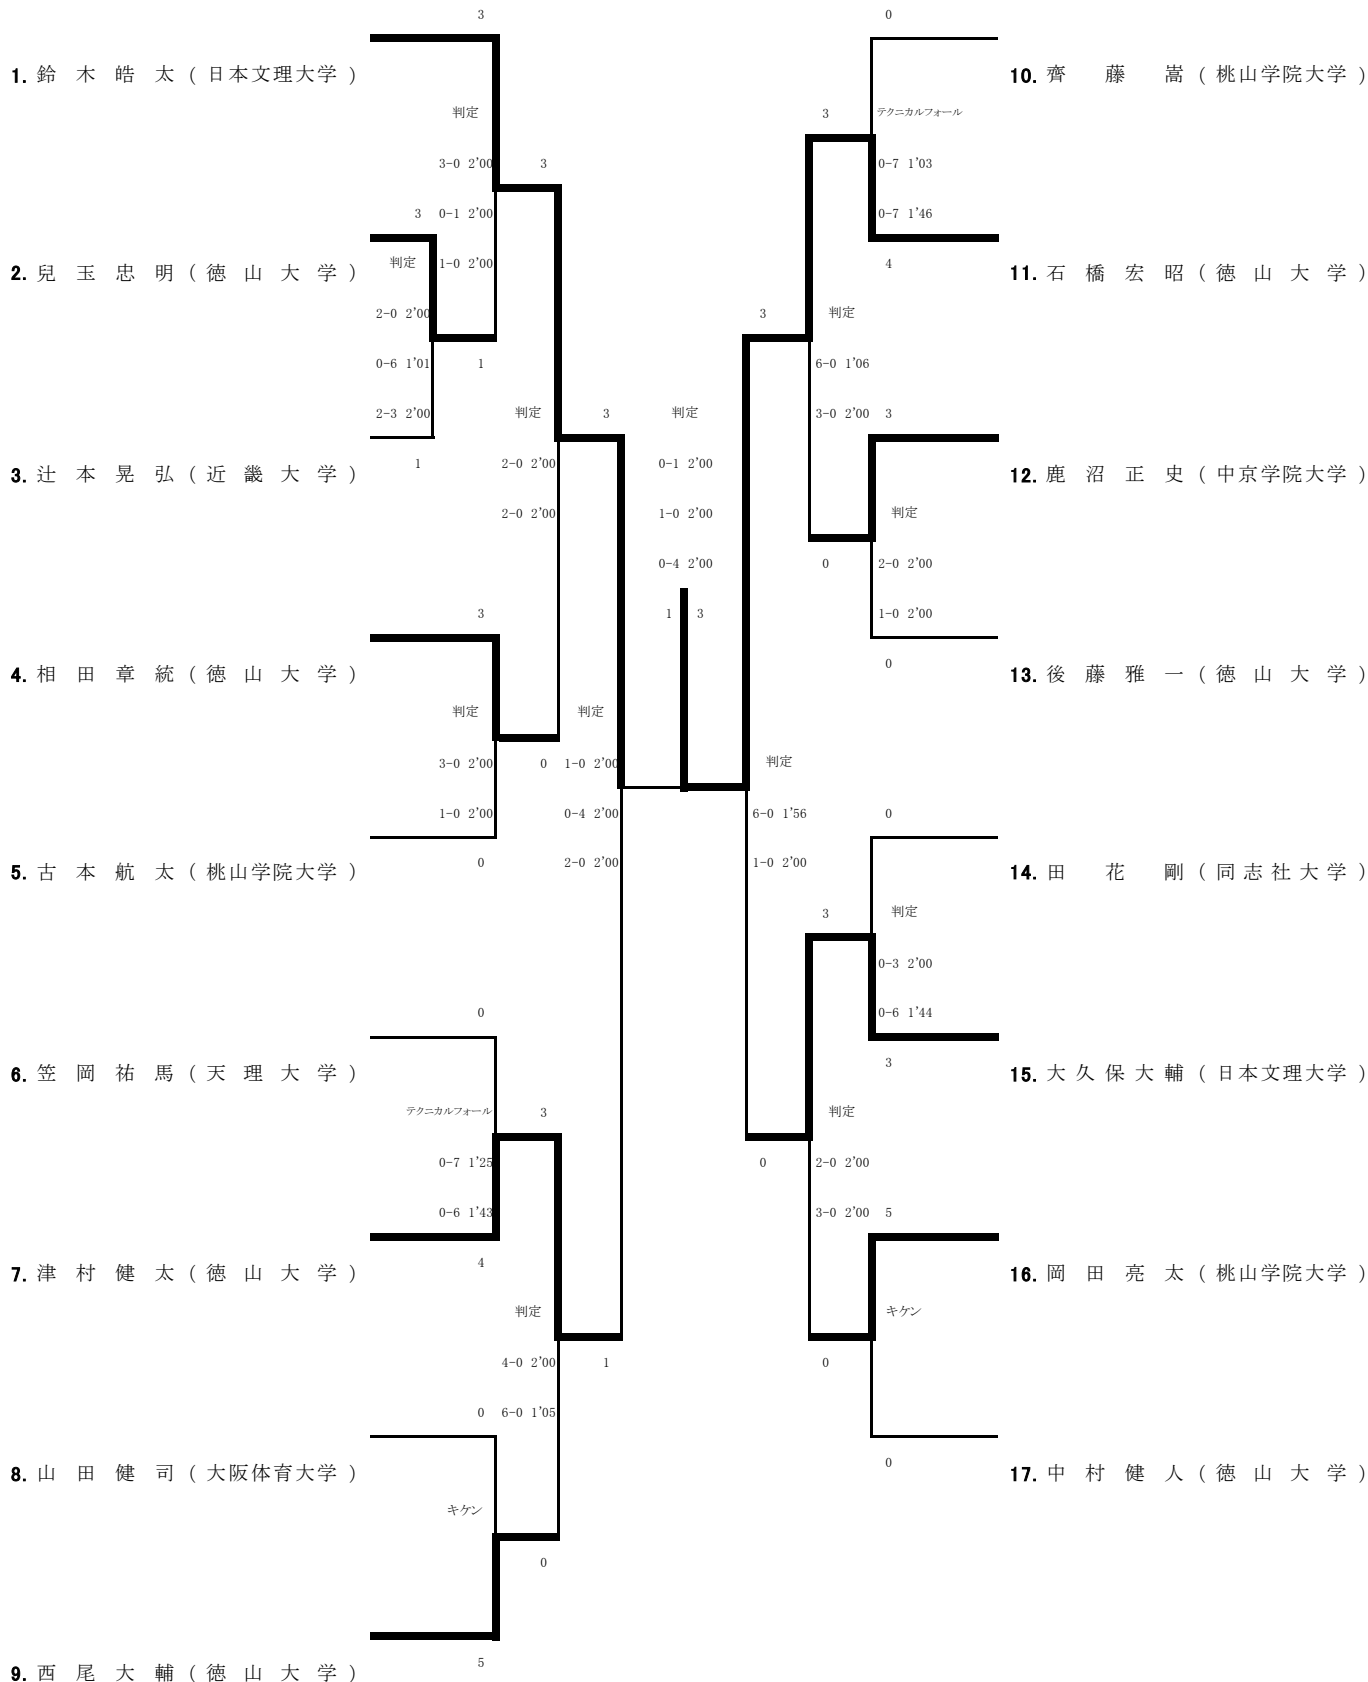 3 0
1. 鈴木皓太(日本文理大学) 10. 齊藤嵩(桃山学院大学)
判定 3 テクニカルフォール
3-0 2'00 3 0-7 1'03
3 0-1 2'00 0-7 1'46
2. 兒玉忠明(徳山大学) 判定 1-0 2'00 4 11. 石橋宏昭(徳山大学)
2-0 2'00 3 判定
0-6 1'01 1 6-0 1'06
2-3 2'00 判定 3 判定 3-0 2'00 3
1 2-0 2'00 0-1 2'00
3. 辻本晃弘(近畿大学) 12. 鹿沼正史(中京学院大学)
2-0 2'00 1-0 2'00 判定
0-4 2'00 0 2-0 2'00
3 1 3 1-0 2'00
4. 相田章統(徳山大学) 0 13. 後藤雅一(徳山大学)
判定 判定
3-0 2'00 0 1-0 2'00 判定
1-0 2'00 0-4 2'00 6-0 1'56 0
5. 古本航太(桃山学院大学) 0 2-0 2'00 1-0 2'00 14. 田花剛(同志社大学)
3 判定
0-3 2'00
0 0-6 1'44
6. 笠岡祐馬(天理大学) 3 15. 大久保大輔(日本文理大学)
テクニカルフォール 3 判定
0-7 1'25 0 2-0 2'00
0-6 1'43 3-0 2'00 5
7. 津村健太(徳山大学) 4 16. 岡田亮太(桃山学院大学)
判定 キケン
4-0 2'00 1 0
0 6-0 1'05
8. 山田健司(大阪体育大学) 0 17. 中村健人(徳山大学)
キケン
0
9. 西尾大輔(徳山大学) 5